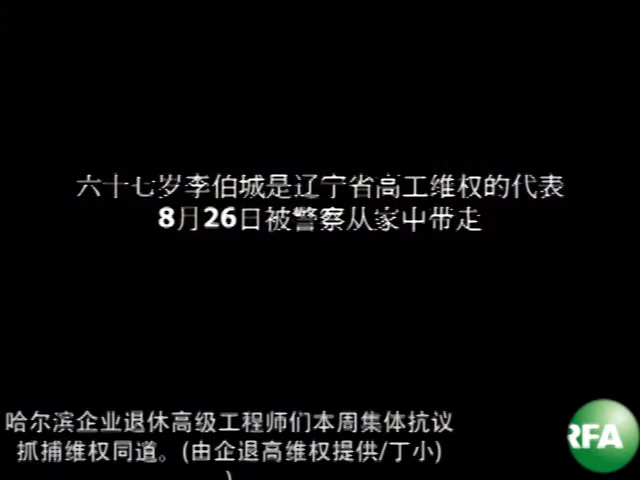 六十七岁李伯城是辽宁省高工维权的代表
8月26日被警察从家中带走
哈尔滨企业退休高级工程师们本周集体抗议
抓捕维权同道。(由企退高维权提供/丁小)
)
RFA